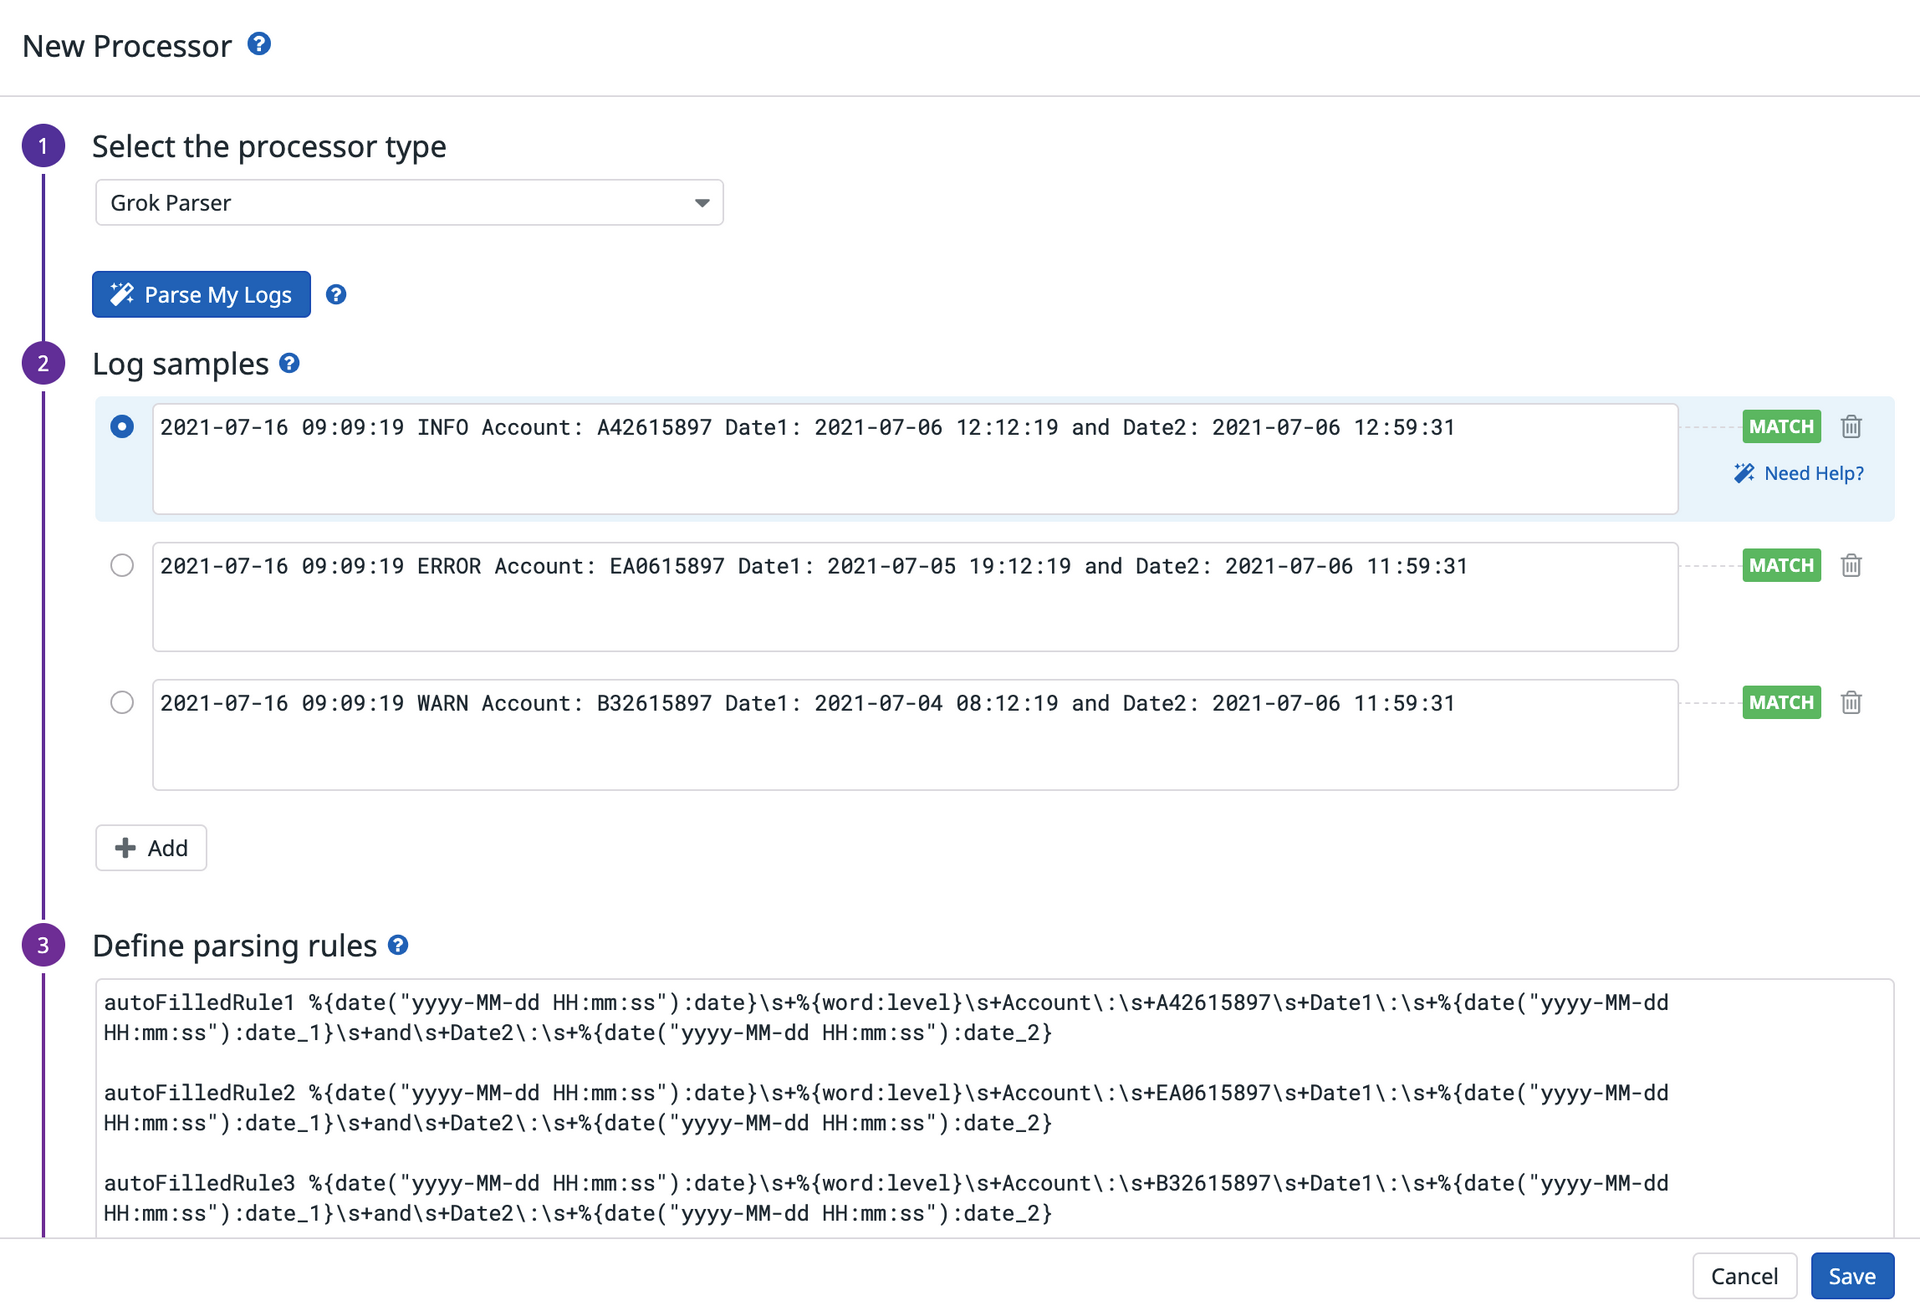 New Processor ?
1 Select the processor type
Grok Parser
Parse My Logs ?
2 Log samples ?
2021-07-16 09:09:19 INFO Account: A42615897 Date1: 2021-07-06 12:12:19 and Date2: 2021-07-06 12:59:31 MATCH
Need Help?
2021-07-16 09:09:19 ERROR Account: EA0615897 Date1: 2021-07-05 19:12:19 and Date2: 2021-07-06 11:59:31 MATCH
2021-07-16 09:09:19 WARN Account: B32615897 Date1: 2021-07-04 08:12:19 and Date2: 2021-07-06 11:59:31 MATCH
Add
3 Define parsing rules ?
autoFilledRule1 %{date("yyyy-MM-dd HH:mm:ss"):date}\s+%{word:level}\s+Account\:\s+A42615897\s+Date1\:\s+%{date("yyyy-MM-dd
HH:mm:ss"):date_1}\s+and\s+Date2\:\s+%{date("yyyy-MM-dd HH:mm:ss"):date_2}
autoFilledRule2 %{date("yyyy-MM-dd HH:mm:ss"):date}\s+%{word:level}\s+Account\:\s+EA0615897\s+Date1\:\s+%{date("yyyy-MM-dd
HH:mm:ss"):date_1}\s+and\s+Date2\:\s+%{date("yyyy-MM-dd HH:mm:ss"):date_2}
autoFilledRule3 %{date("yyyy-MM-dd HH:mm:ss"):date}\s+%{word:level}\s+Account\:\s+B32615897\s+Date1\:\s+%{date("yyyy-MM-dd
HH:mm:ss"):date_1}\s+and\s+Date2\:\s+%{date("yyyy-MM-dd HH:mm:ss"):date_2}
Cancel Save